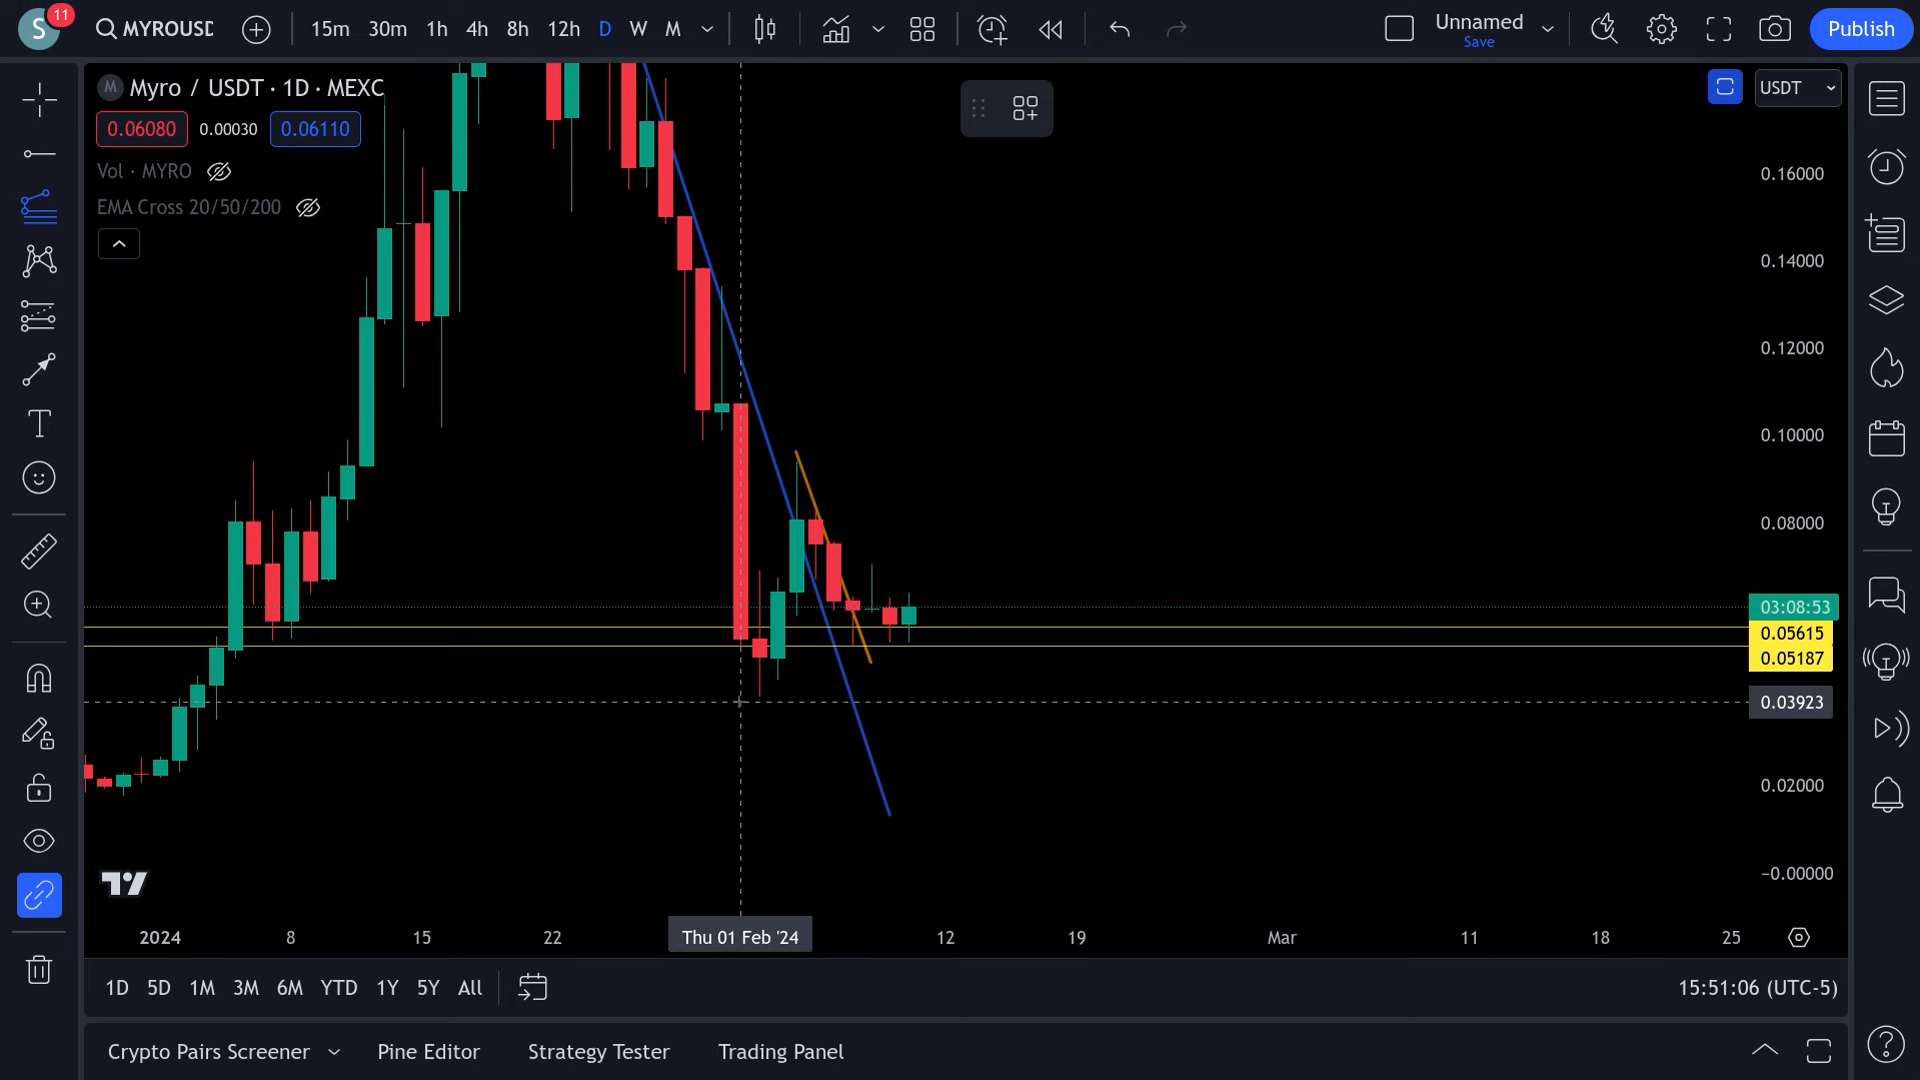 S 11 MYROUSD 15m 30m 1h 4h 8h 12h D W M Unnamed Save Publish
M Myro / USDT · 1D · MEXC USDT
0.06080 0.00030 0.06110
Vol · MYRO
EMA Cross 20/50/200
0.16000
0.14000
0.12000
0.10000
0.08000
03:08:53
0.05615
0.05187
0.03923
0.02000
−0.00000
2024 8 15 22 Thu 01 Feb '24 12 19 Mar 11 18 25
1D 5D 1M 3M 6M YTD 1Y 5Y All 15:51:06 (UTC-5)
Crypto Pairs Screener Pine Editor Strategy Tester Trading Panel